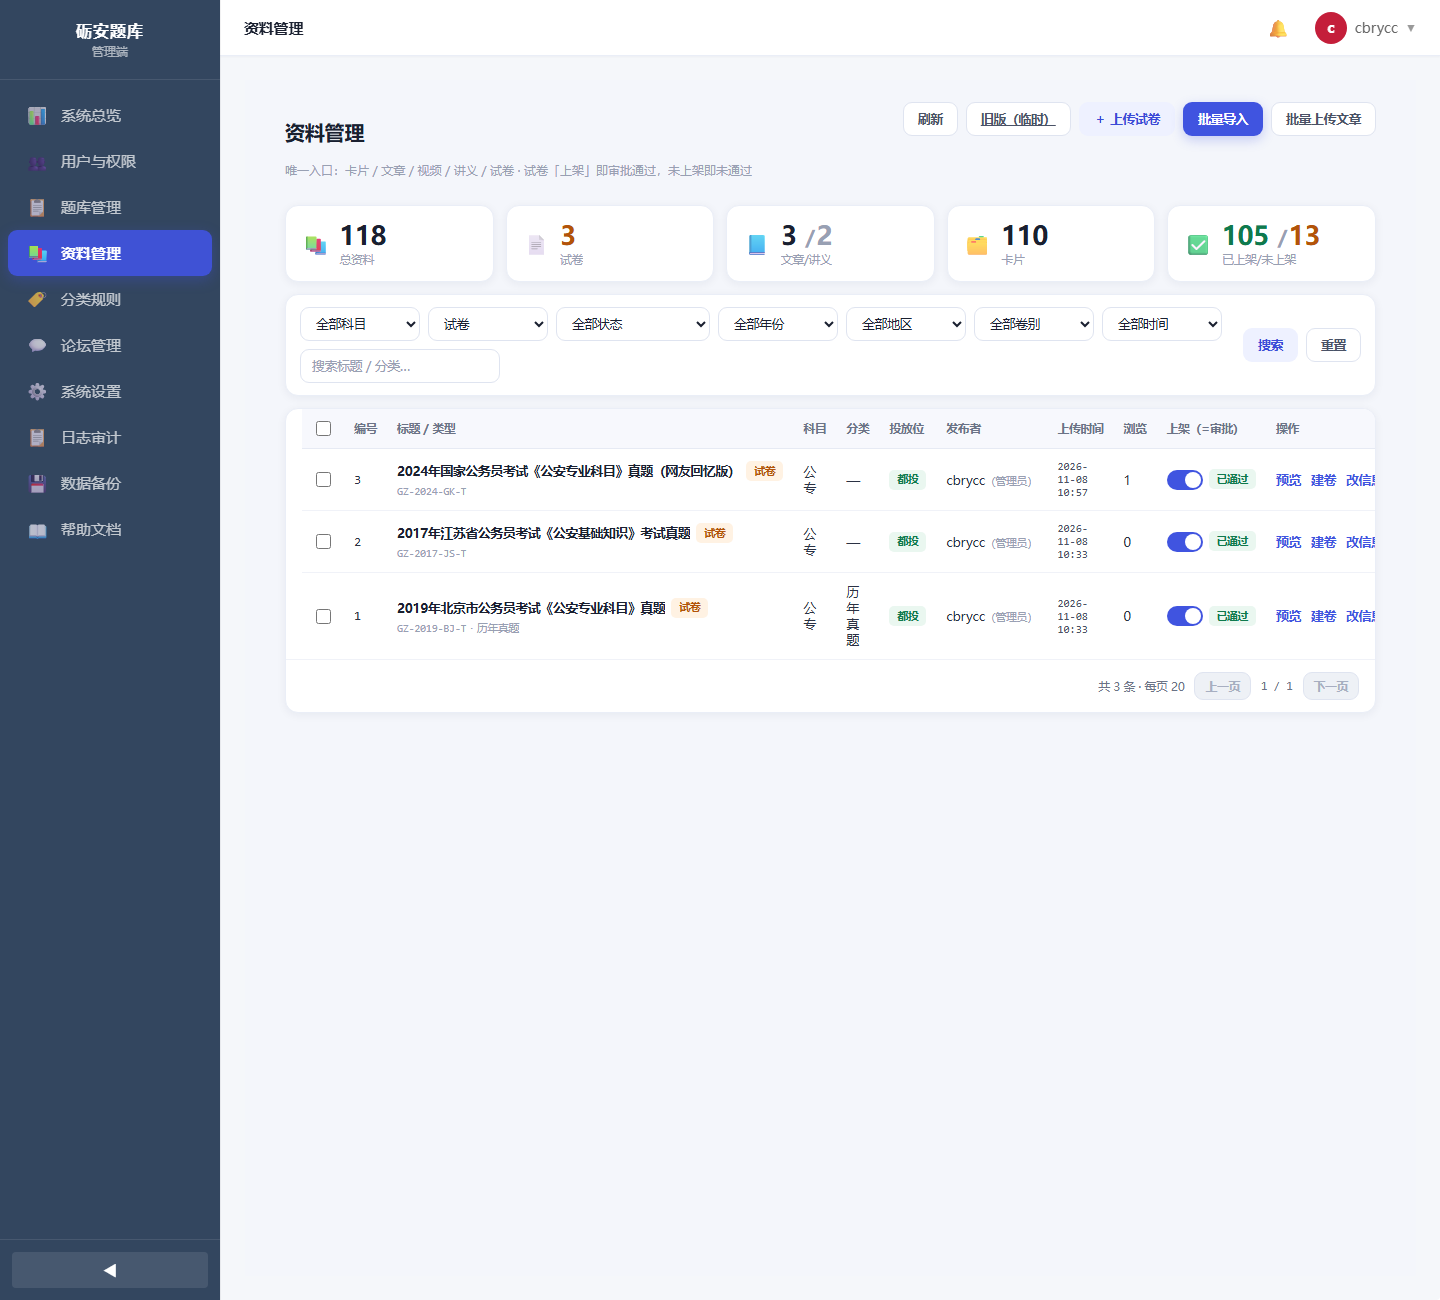 砺安题库
管理端
系统总览
用户与权限
题库管理
资料管理
分类规则
论坛管理
系统设置
日志审计
数据备份
帮助文档
◀
资料管理
c cbrycc ▼
资料管理
刷新 旧版（临时） + 上传试卷 批量导入 批量上传文章
唯一入口：卡片 / 文章 / 视频 / 讲义 / 试卷 · 试卷「上架」即审批通过，未上架即未通过
118
总资料
3
试卷
3 /2
文章/讲义
110
卡片
105 /13
已上架/未上架
全部科目 试卷 全部状态 全部年份 全部地区 全部卷别 全部时间
搜索标题 / 分类...
搜索 重置
编号 标题 / 类型 科目 分类 投放位 发布者 上传时间 浏览 上架（=审批） 操作
3 2024年国家公务员考试《公安专业科目》真题（网友回忆版） 试卷 公专 — 都投 cbrycc (管理员) 2026-11-08 10:57 1 已通过 预览 建卷 改信
GZ-2024-GK-T
2 2017年江苏省公务员考试《公安基础知识》考试真题 试卷 公专 — 都投 cbrycc (管理员) 2026-11-08 10:33 0 已通过 预览 建卷 改信
GZ-2017-JS-T
1 2019年北京市公务员考试《公安专业科目》真题 试卷 公专 历年真题 都投 cbrycc (管理员) 2026-11-08 10:33 0 已通过 预览 建卷 改信
GZ-2019-BJ-T · 历年真题
共 3 条 · 每页 20 上一页 1 / 1 下一页